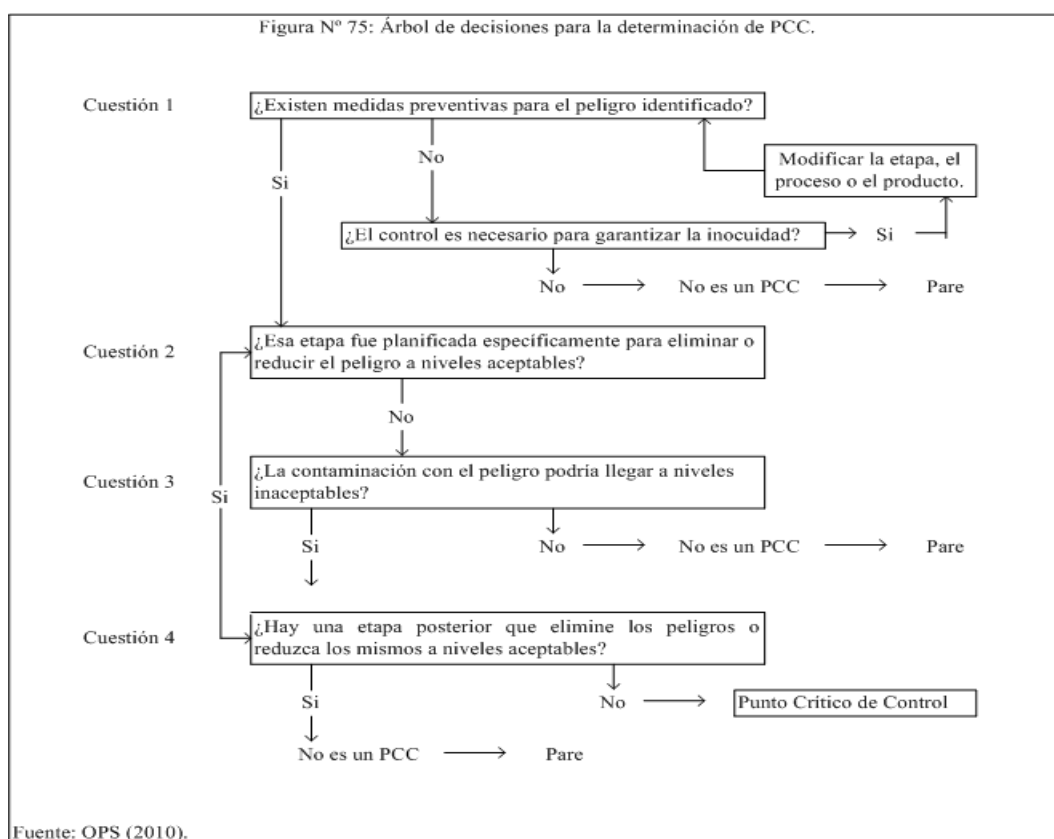 Figura Nº 75: Árbol de decisiones para la determinación de PCC.
Cuestión 1
¿Existen medidas preventivas para el peligro identificado?
Si
No
Modificar la etapa, el
proceso o el producto.
¿El control es necesario para garantizar la inocuidad?
Si
No
No es un PCC
Pare
Cuestión 2
¿Esa etapa fue planificada específicamente para eliminar o
reducir el peligro a niveles aceptables?
No
Si
Cuestión 3
¿La contaminación con el peligro podría llegar a niveles
inaceptables?
Si
No
No es un PCC
Pare
Cuestión 4
¿Hay una etapa posterior que elimine los peligros o
reduzca los mismos a niveles aceptables?
Si
No
Punto Crítico de Control
No es un PCC
Pare
Fuente: OPS (2010).